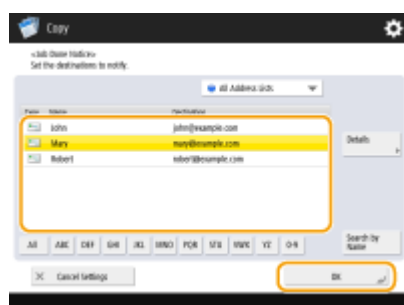 Copy
<Job Done Notice>
Set the destinations to notify.
All Address Lists
Type Name Destination
John john@example.com
Mary mary@example.com
Robert robert@example.com
Details
All ABC DEF GHI JKL MNO PQR STU VWX YZ 0-9
Search by
Name
Cancel Settings
OK